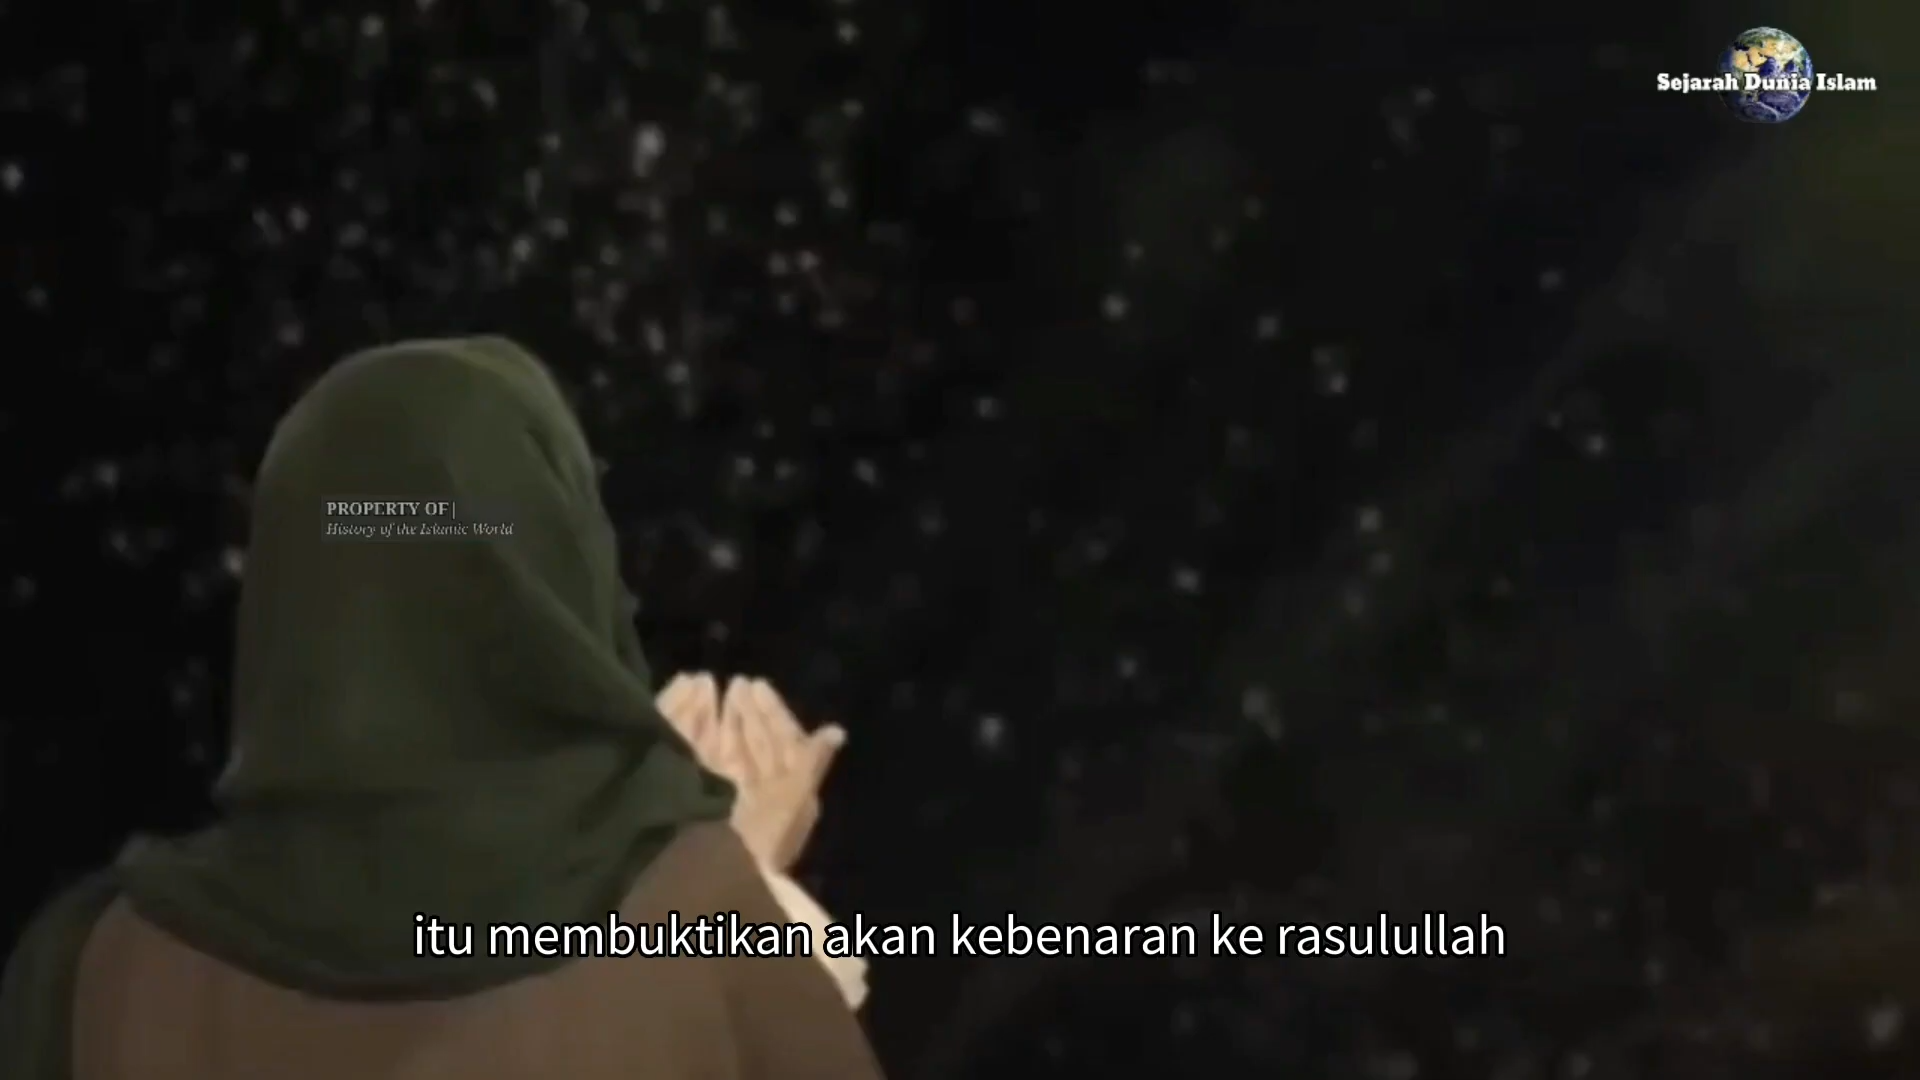 Sejarah Dunia Islam
PROPERTY OF |
History of the Islamic World
itu membuktikan akan kebenaran ke rasulullah